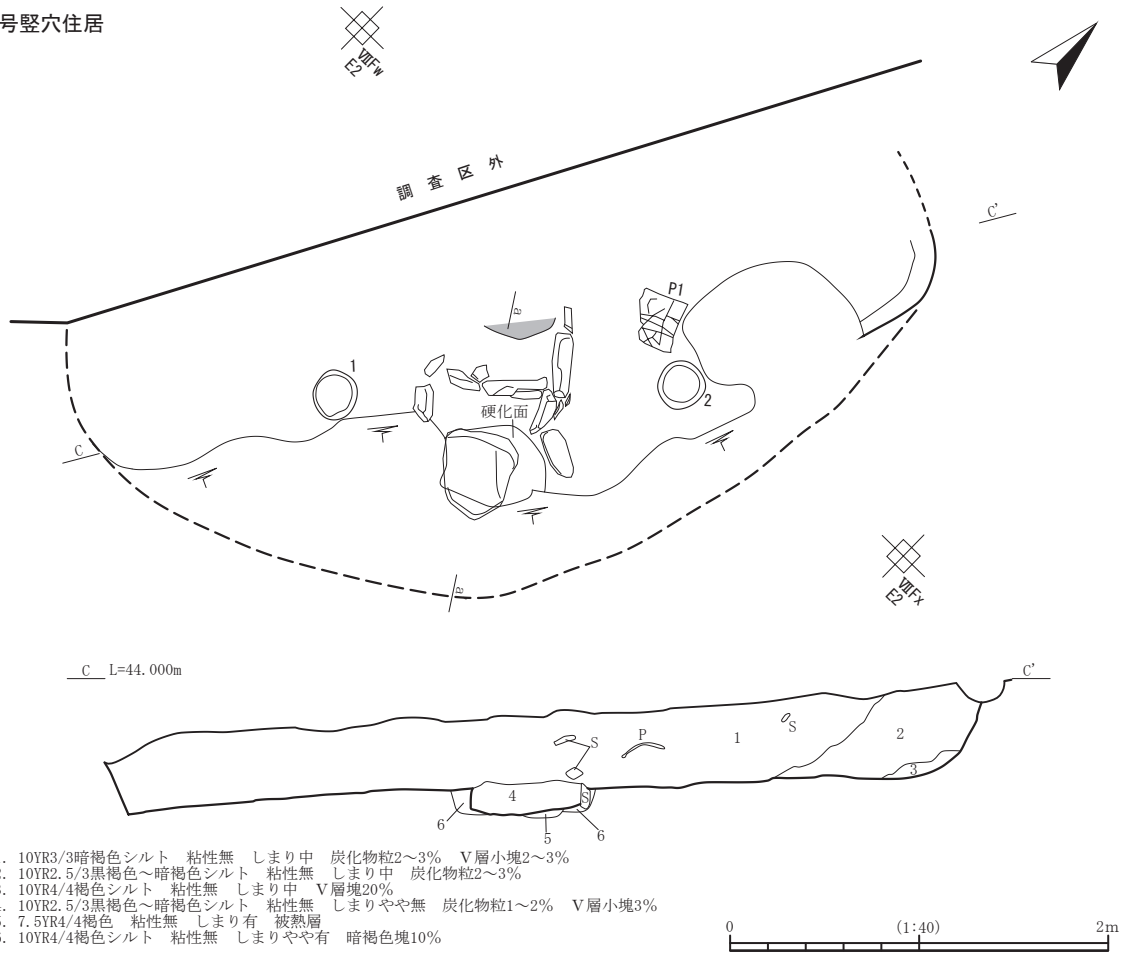 号竪穴住居
ⅦFw
E2
調査区外
C'
a
P1
1
2
硬化面
C
a'
ⅦFx
E2
C L=44.000m
C'
S
P
1
S
2
3
4
S
5
6
6
. 10YR3/3暗褐色シルト 粘性無 しまり中 炭化物粒2～3% Ⅴ層小塊2～3%
. 10YR2.5/3黒褐色～暗褐色シルト 粘性無 しまり中 炭化物粒2～3%
. 10YR4/4褐色シルト 粘性無 しまり中 Ⅴ層塊20%
. 10YR2.5/3黒褐色～暗褐色シルト 粘性無 しまりやや無 炭化物粒1～2% Ⅴ層小塊3%
. 7.5YR4/4褐色 粘性無 しまり有 被熱層
. 10YR4/4褐色シルト 粘性無 しまりやや有 暗褐色塊10%
0 (1:40) 2m